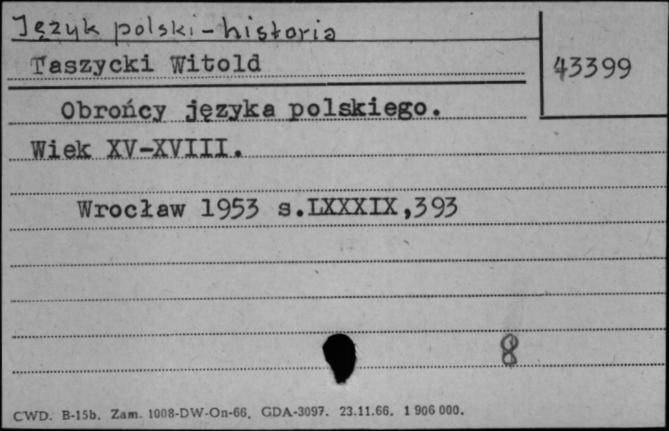 Język polski - historia
Taszycki Witold
43399
Obrońcy języka polskiego.
Wiek XV-XVIII.
Wrocław 1953 s.LXXXIX,393
8
CWD. B-15b. Zam. 1008-DW-On-66. GDA-3097. 23.11.66. 1 906 000.